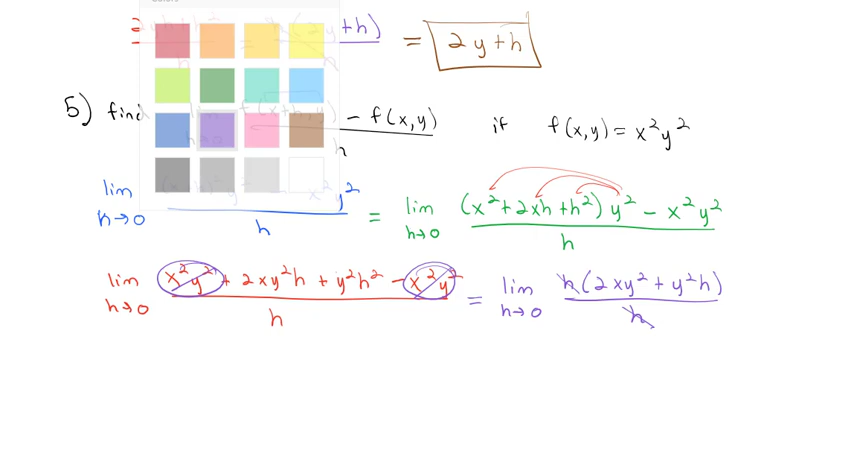 h) = 2y+h
5) find - f(x,y) if f(x,y) = x²y²
h
lim y² / h = lim (x²+2xh+h²)y² - x²y² / h
h→0 h→0
lim x²y² + 2xy²h + y²h² - x²y² / h = lim h(2xy² + y²h) / h
h→0 h→0